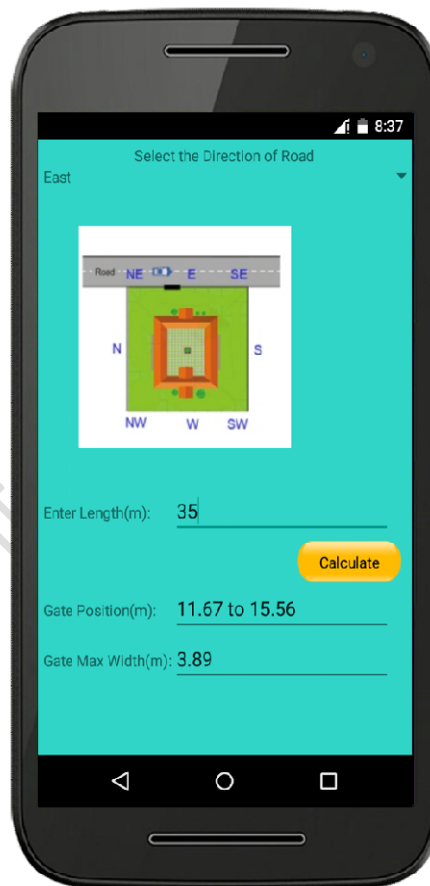 8:37
Select the Direction of Road
East
Road NE E SE
N S
NW W SW
Enter Length(m): 35
Calculate
Gate Position(m): 11.67 to 15.56
Gate Max Width(m): 3.89